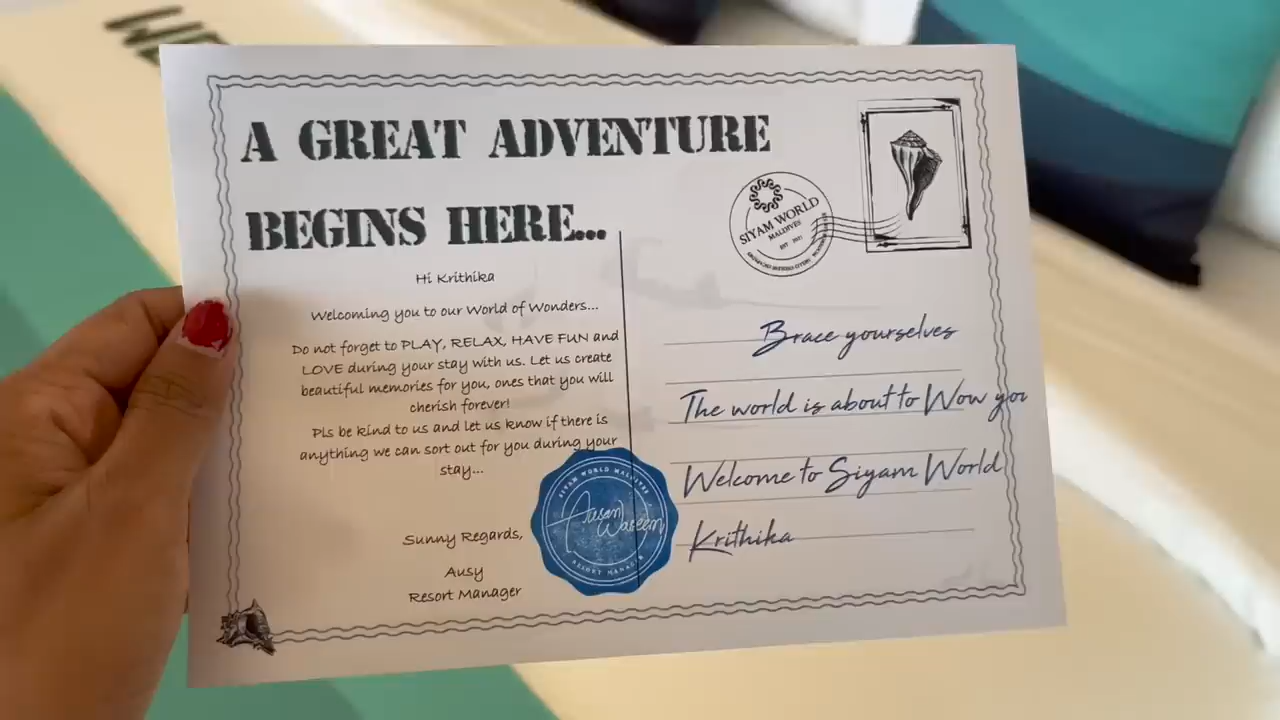 A GREAT ADVENTURE
BEGINS HERE...
Hi Krithika
Welcoming you to our World of Wonders...
Do not forget to PLAY, RELAX, HAVE FUN and
LOVE during your stay with us. Let us create
beautiful memories for you, ones that you will
cherish forever!
Pls be kind to us and let us know if there is
anything we can sort out for you during your
stay...
Sunny Regards,
Ausy
Resort Manager
SIYAM WORLD MALDIVES
Ausan
Waseem
RESORT MANAGER
SIYAM WORLD
MALDIVES
Brace yourselves
The world is about to Wow you
Welcome to Siyam World
Krithika